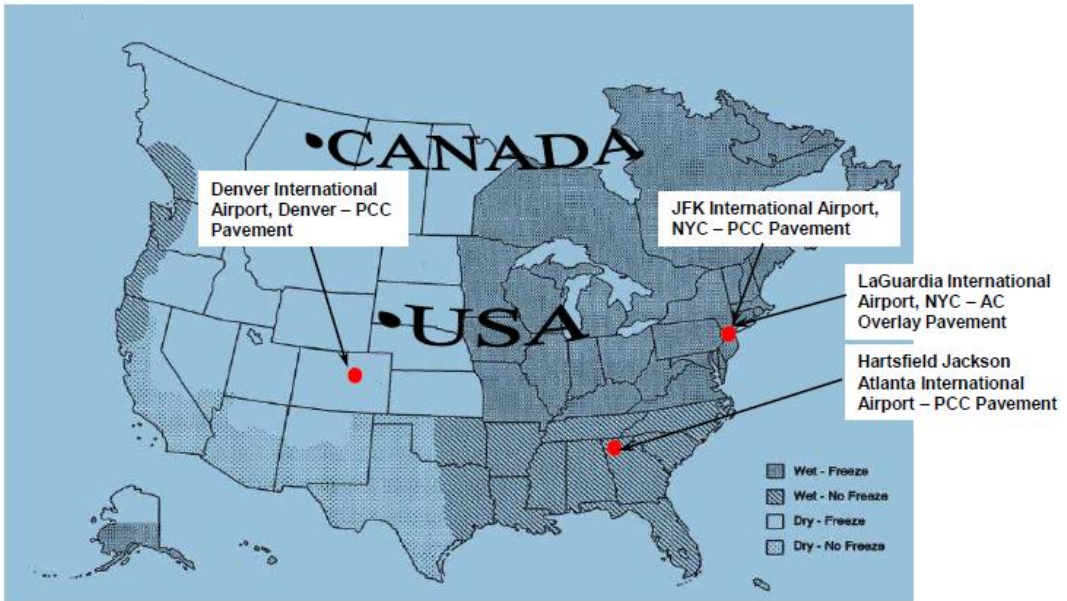 CANADA
Denver International
Airport, Denver – PCC
Pavement
JFK International Airport,
NYC – PCC Pavement
LaGuardia International
Airport, NYC – AC
Overlay Pavement
USA
Hartsfield Jackson
Atlanta International
Airport – PCC Pavement
Wet - Freeze
Wet - No Freeze
Dry - Freeze
Dry - No Freeze